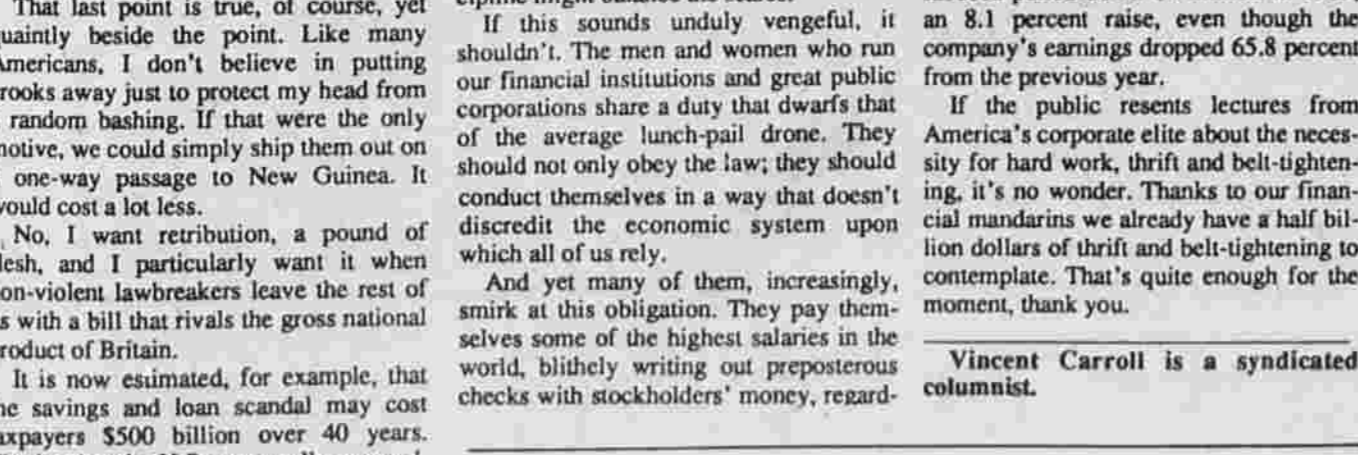 That last point is true, of course, yet
uaintly beside the point. Like many
mericans, I don't believe in putting
rooks away just to protect my head from
random bashing. If that were the only
notive, we could simply ship them out on
one-way passage to New Guinea. It
vould cost a lot less.
No, I want retribution, a pound of
lesh, and I particularly want it when
on-violent lawbreakers leave the rest of
s with a bill that rivals the gross national
roduct of Britain.
It is now estimated, for example, that
he savings and loan scandal may cost
axpayers $500 billion over 40 years.
If this sounds unduly vengeful, it
shouldn't. The men and women who run
our financial institutions and great public
corporations share a duty that dwarfs that
of the average lunch-pail drone. They
should not only obey the law; they should
conduct themselves in a way that doesn't
discredit the economic system upon
which all of us rely.
And yet many of them, increasingly,
smirk at this obligation. They pay them-
selves some of the highest salaries in the
world, blithely writing out preposterous
checks with stockholders' money, regard-
an 8.1 percent raise, even though the
company's earnings dropped 65.8 percent
from the previous year.
If the public resents lectures from
America's corporate elite about the neces-
sity for hard work, thrift and belt-tighten-
ing, it's no wonder. Thanks to our finan-
cial mandarins we already have a half bil-
lion dollars of thrift and belt-tightening to
contemplate. That's quite enough for the
moment, thank you.
Vincent Carroll is a syndicated
columnist.